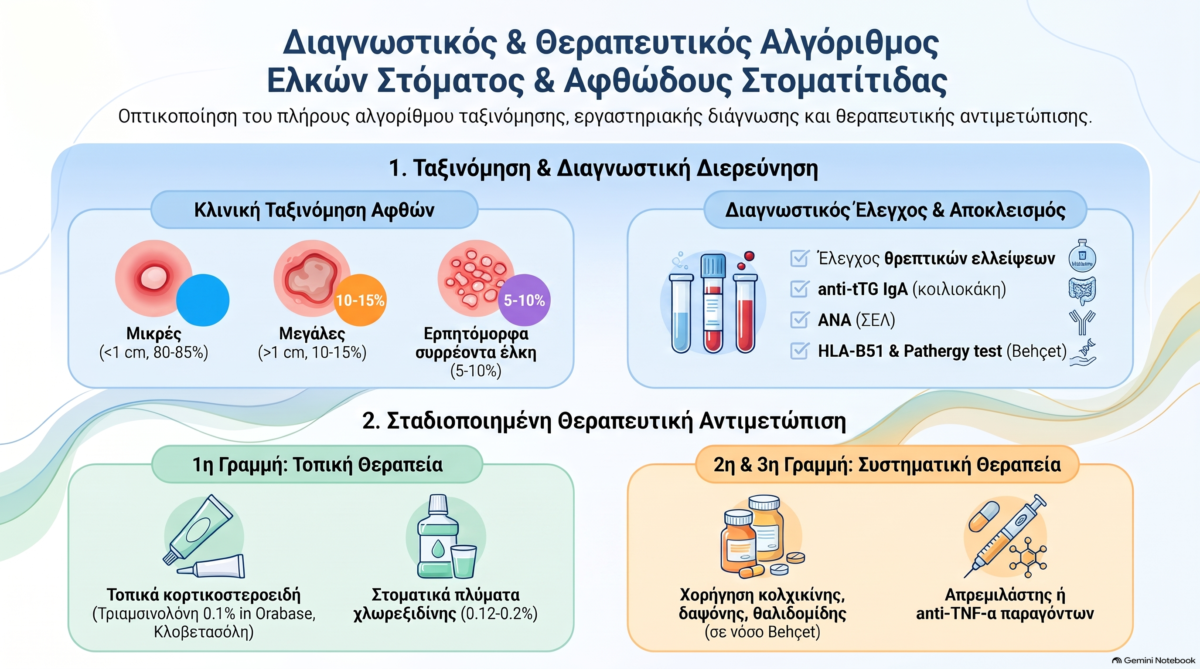 Διαγνωστικός & Θεραπευτικός Αλγόριθμος
Ελκών Στόματος & Αφθώδους Στοματίτιδας
Οπτικοποίηση του πλήρους αλγορίθμου ταξινόμησης, εργαστηριακής διάγνωσης και θεραπευτικής αντιμετώπισης.
1. Ταξινόμηση & Διαγνωστική Διερεύνηση
Κλινική Ταξινόμηση Αφθών
10-15%
5-10%
Μικρές
(<1 cm, 80-85%)
Μεγάλες
(>1 cm, 10-15%)
Ερπητόμορφα
συρρέοντα έλκη
(5-10%)
Διαγνωστικός Έλεγχος & Αποκλεισμός
Έλεγχος θρεπτικών ελλείψεων
anti-tTG IgA (κοιλιοκάκη)
ANA (ΣΕΛ)
HLA-B51 & Pathergy test (Behçet)
2. Σταδιοποιημένη Θεραπευτική Αντιμετώπιση
1η Γραμμή: Τοπική Θεραπεία
Τοπικά κορτικοστεροειδή
(Τριαμσινολόνη 0.1% in Orabase,
Κλοβετασόλη)
Στοματικά πλύματα
χλωρεξιδίνης (0.12-0.2%)
2η & 3η Γραμμή: Συστηματική Θεραπεία
Χορήγηση κολχικίνης,
δαψόνης, θαλιδομίδης
(σε νόσο Behçet)
Απρεμιλάστης ή
anti-TNF-α παραγόντων
Gemini Notebook